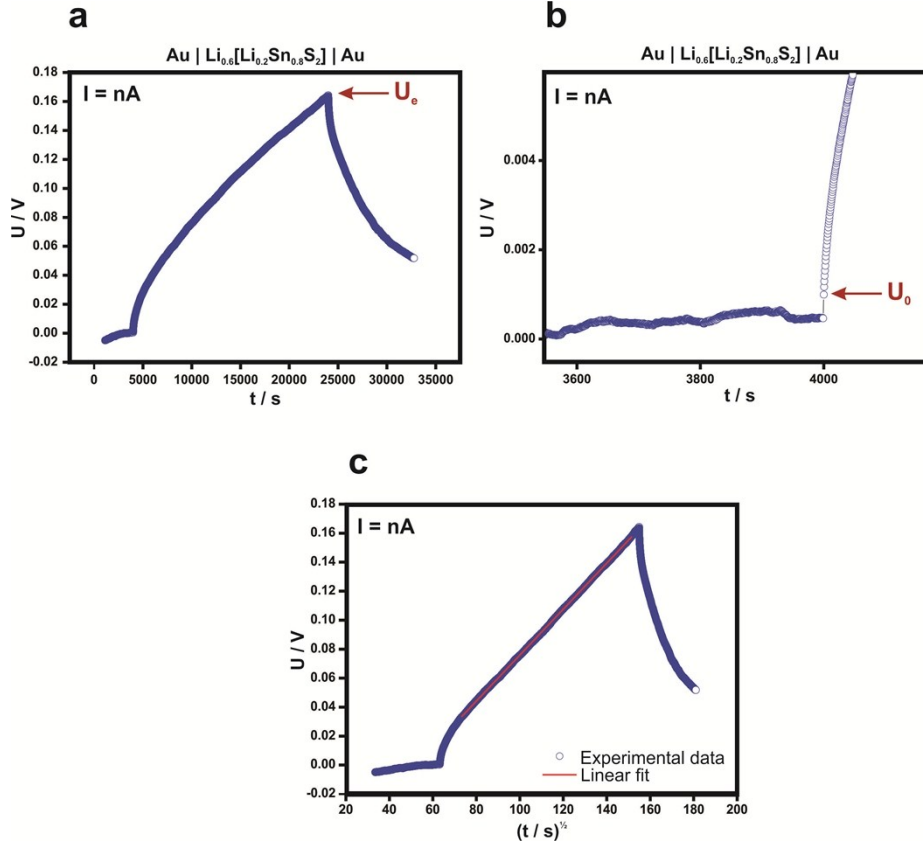 a
Au | Li₀.₆[Li₀.₂Sn₀.₈S₂] | Au
I = nA
Uₑ
0.18
0.16
0.14
0.12
0.10
0.08
0.06
0.04
0.02
0.00
-0.02
U / V
0 5000 10000 15000 20000 25000 30000 35000
t / s
b
Au | Li₀.₆[Li₀.₂Sn₀.₈S₂] | Au
I = nA
U₀
0.004
0.002
0.000
U / V
3600 3800 4000
t / s
c
I = nA
0.18
0.16
0.14
0.12
0.10
0.08
0.06
0.04
0.02
0.00
-0.02
U / V
Experimental data
Linear fit
20 40 60 80 100 120 140 160 180 200
(t / s)^½